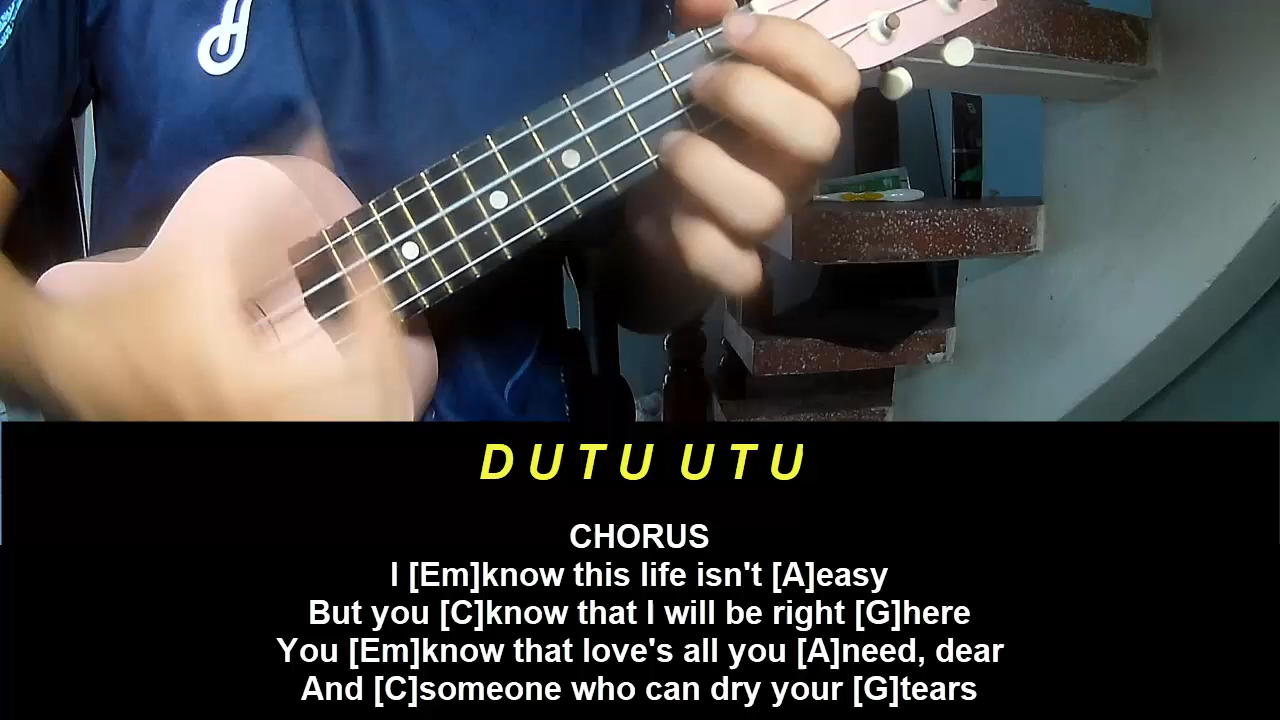 D U T U U T U
CHORUS
I [Em]know this life isn't [A]easy
But you [C]know that I will be right [G]here
You [Em]know that love's all you [A]need, dear
And [C]someone who can dry your [G]tears